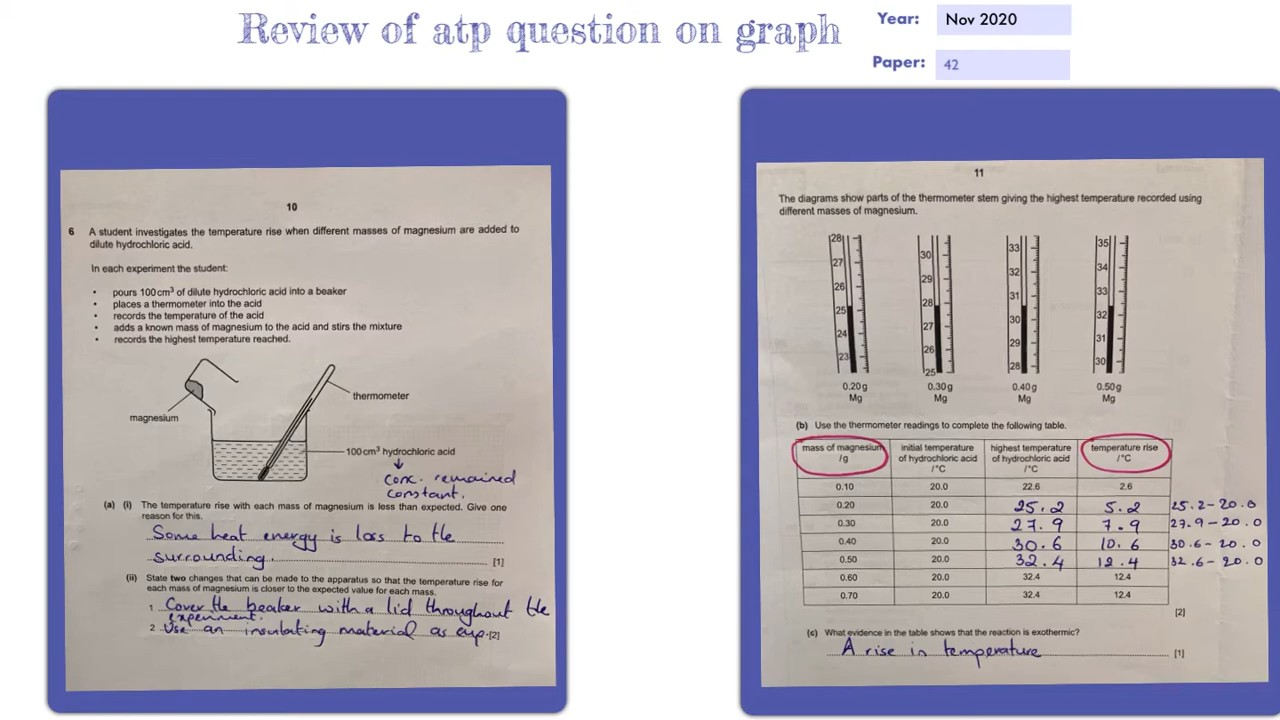 Review of atp question on graph
Year: Nov 2020
Paper: 42
10
6 A student investigates the temperature rise when different masses of magnesium are added to
dilute hydrochloric acid.
In each experiment the student:
• pours 100 cm³ of dilute hydrochloric acid into a beaker
• places a thermometer into the acid
• records the temperature of the acid
• adds a known mass of magnesium to the acid and stirs the mixture
• records the highest temperature reached.
magnesium
thermometer
100 cm³ hydrochloric acid
conc. remained
constant.
(a) (i) The temperature rise with each mass of magnesium is less than expected. Give one
reason for this.
Some heat energy is loss to the
surrounding. [1]
(ii) State two changes that can be made to the apparatus so that the temperature rise for
each mass of magnesium is closer to the expected value for each mass.
1 Cover the beaker with a lid throughout the
experiment.
2 Use an insulating material as cup. [2]
11
The diagrams show parts of the thermometer stem giving the highest temperature recorded using
different masses of magnesium.
28 27 26 25 24 23
30 29 28 27 26 25
33 32 31 30 29 28
35 34 33 32 31 30
0.20 g 0.30 g 0.40 g 0.50 g
Mg Mg Mg Mg
(b) Use the thermometer readings to complete the following table.
mass of magnesium initial temperature highest temperature temperature rise
/g of hydrochloric acid of hydrochloric acid /°C
/°C /°C
0.10 20.0 22.6 2.6
0.20 20.0 25.2 5.2 25.2 - 20.0
0.30 20.0 27.9 7.9 27.9 - 20.0
0.40 20.0 30.6 10.6 30.6 - 20.0
0.50 20.0 32.4 12.4 32.6 - 20.0
0.60 20.0 32.4 12.4
0.70 20.0 32.4 12.4
[2]
(c) What evidence in the table shows that the reaction is exothermic?
A rise in temperature [1]